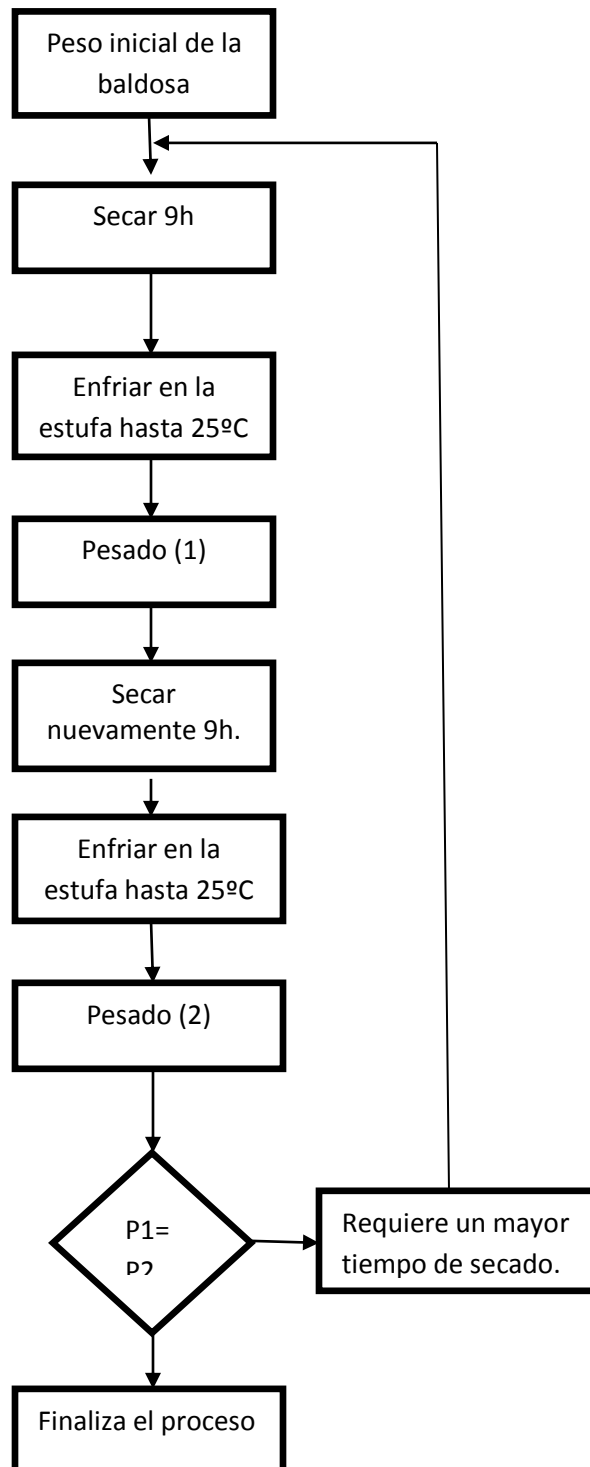 Peso inicial de la
baldosa
Secar 9h
Enfriar en la
estufa hasta 25ºC
Pesado (1)
Secar
nuevamente 9h.
Enfriar en la
estufa hasta 25ºC
Pesado (2)
P1=
P2
Requiere un mayor
tiempo de secado.
Finaliza el proceso